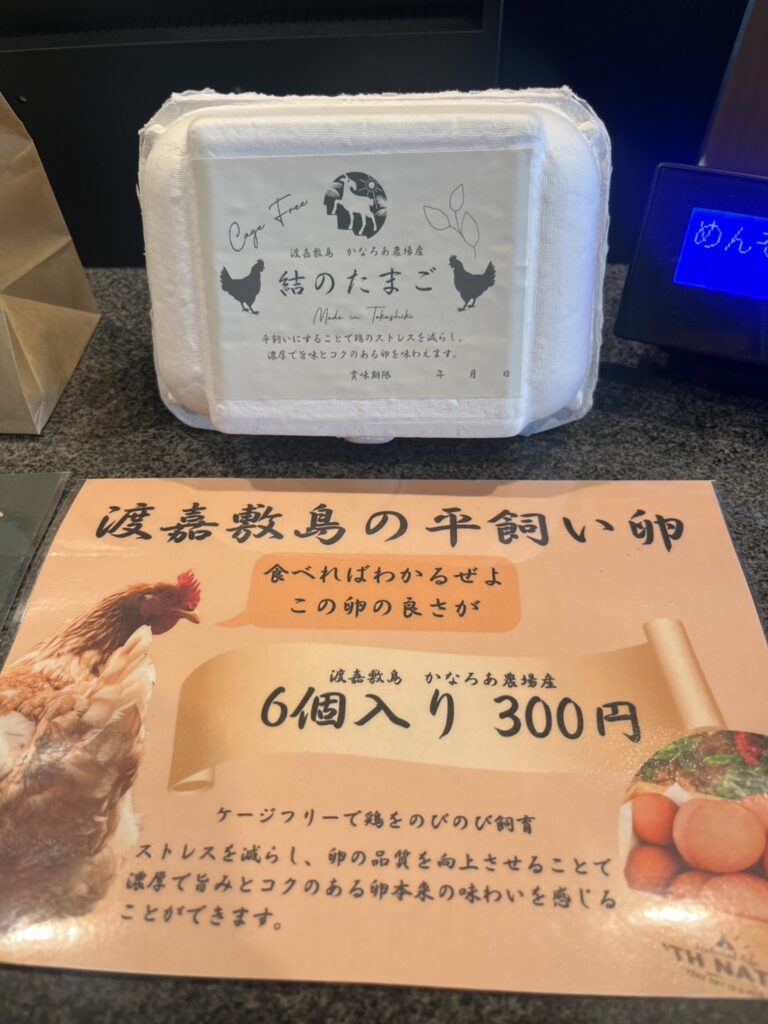 Cage Free
渡嘉敷島 かなろあ農場産
結のたまご
Made in Tokashiki
平飼いにすることで鶏のストレスを減らし、
濃厚で旨味とコクのある卵を味わえます。
賞味期限 年 月 日
めんそ
渡嘉敷島の平飼い卵
食べればわかるぜよ
この卵の良さが
渡嘉敷島 かなろあ農場産
6個入り 300円
ケージフリーで鶏をのびのび飼育
ストレスを減らし、卵の品質を向上させることで
濃厚で旨みとコクのある卵本来の味わいを感じる
ことができます。
TH NAT